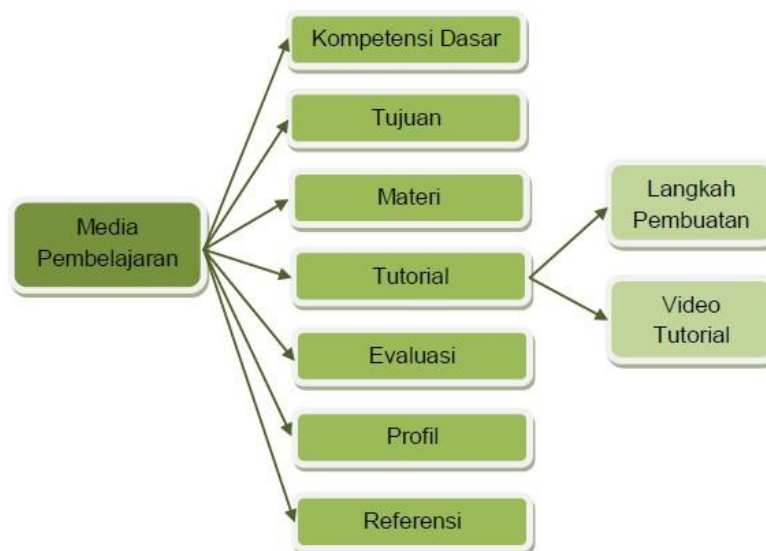 Kompetensi Dasar
Tujuan
Materi
Tutorial
Evaluasi
Profil
Referensi
Media
Pembelajaran
Langkah
Pembuatan
Video
Tutorial